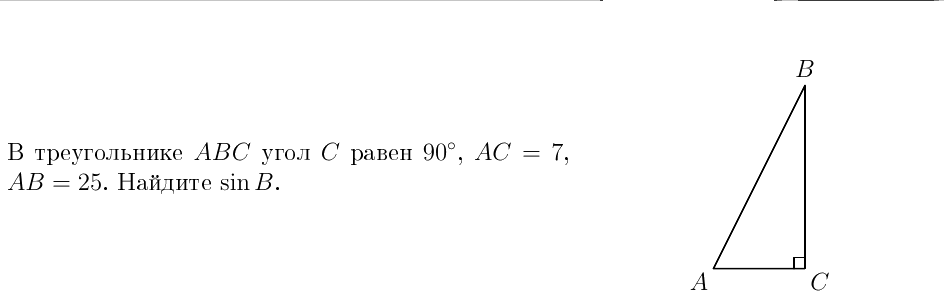 В треугольнике ABC угол C равен 90°, AC = 7,
AB = 25. Найдите sin B.
B
A
C